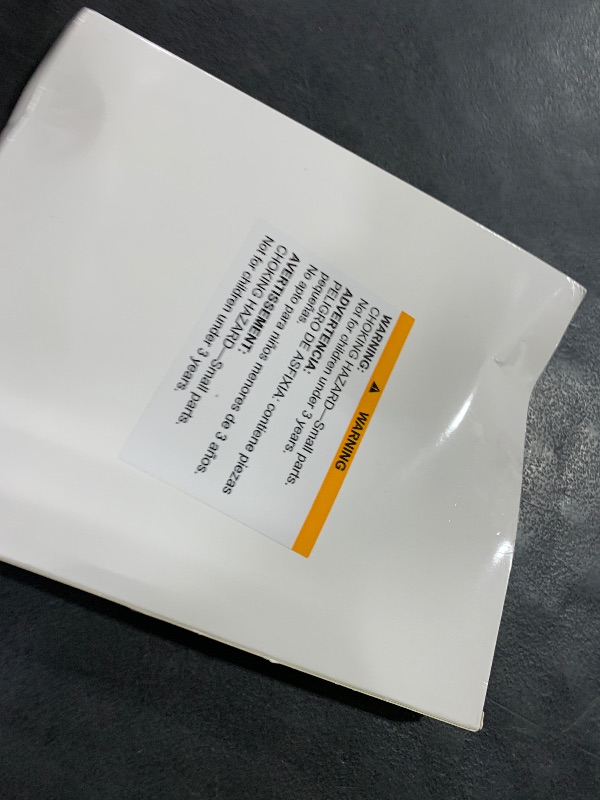 ⚠ WARNING
WARNING:
CHOKING HAZARD—Small parts.
Not for children under 3 years.
ADVERTENCIA:
PELIGRO DE ASFIXIA: contiene piezas
pequeñas.
No apto para niños menores de 3 años.
AVERTISSEMENT:
CHOKING HAZARD—Small parts.
Not for children under 3 years.